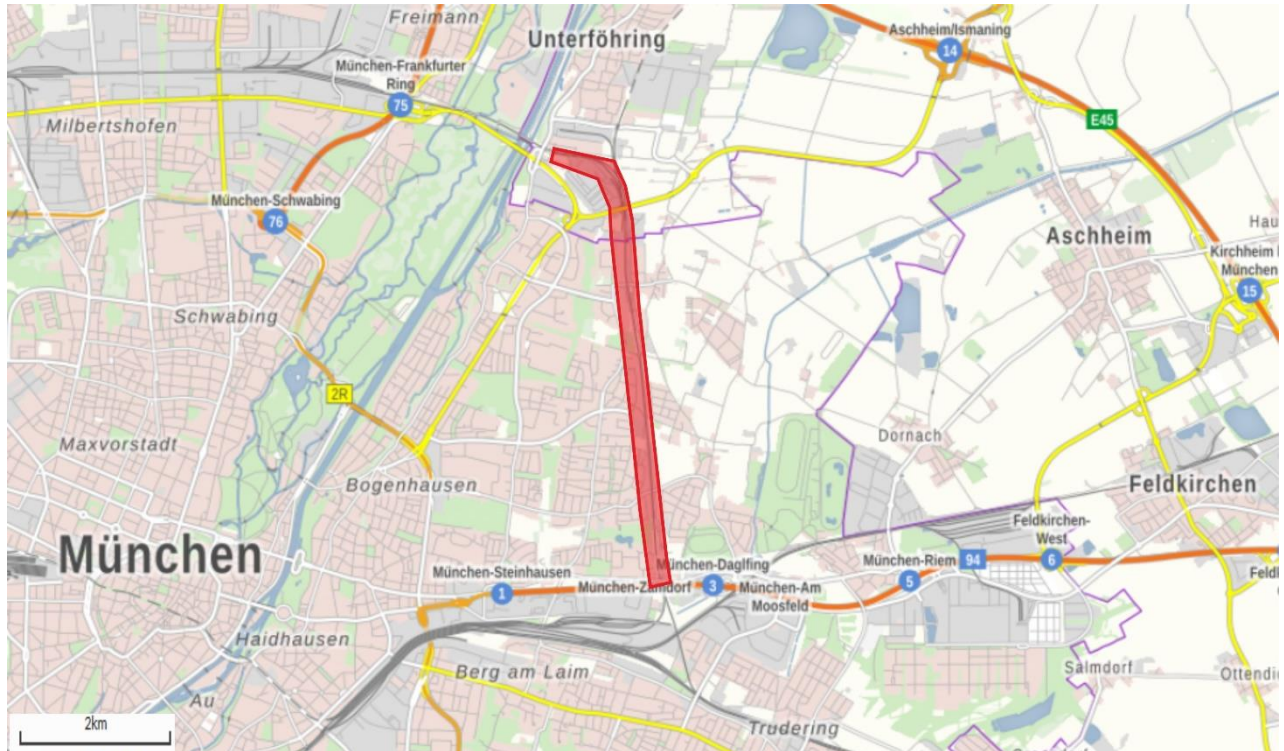 Freimann
Unterföhring
Aschheim/Ismaning
14
München-Frankfurter
Ring
75
E45
Milbertshofen
München-Schwabing
76
Aschheim
Hau
Kirchheim
München
15
Schwabing
2R
Maxvorstadt
Dornach
Bogenhausen
Feldkirchen
München
Feldkirchen-
West
6
München-Steinhausen
1
München-Zamdorf
München-Daglfing
3
München-Am
Moosfeld
München-Riem
5
94
Feld
Haidhausen
Berg am Laim
Salmdorf
Ottendi
Au
Trudering
2km